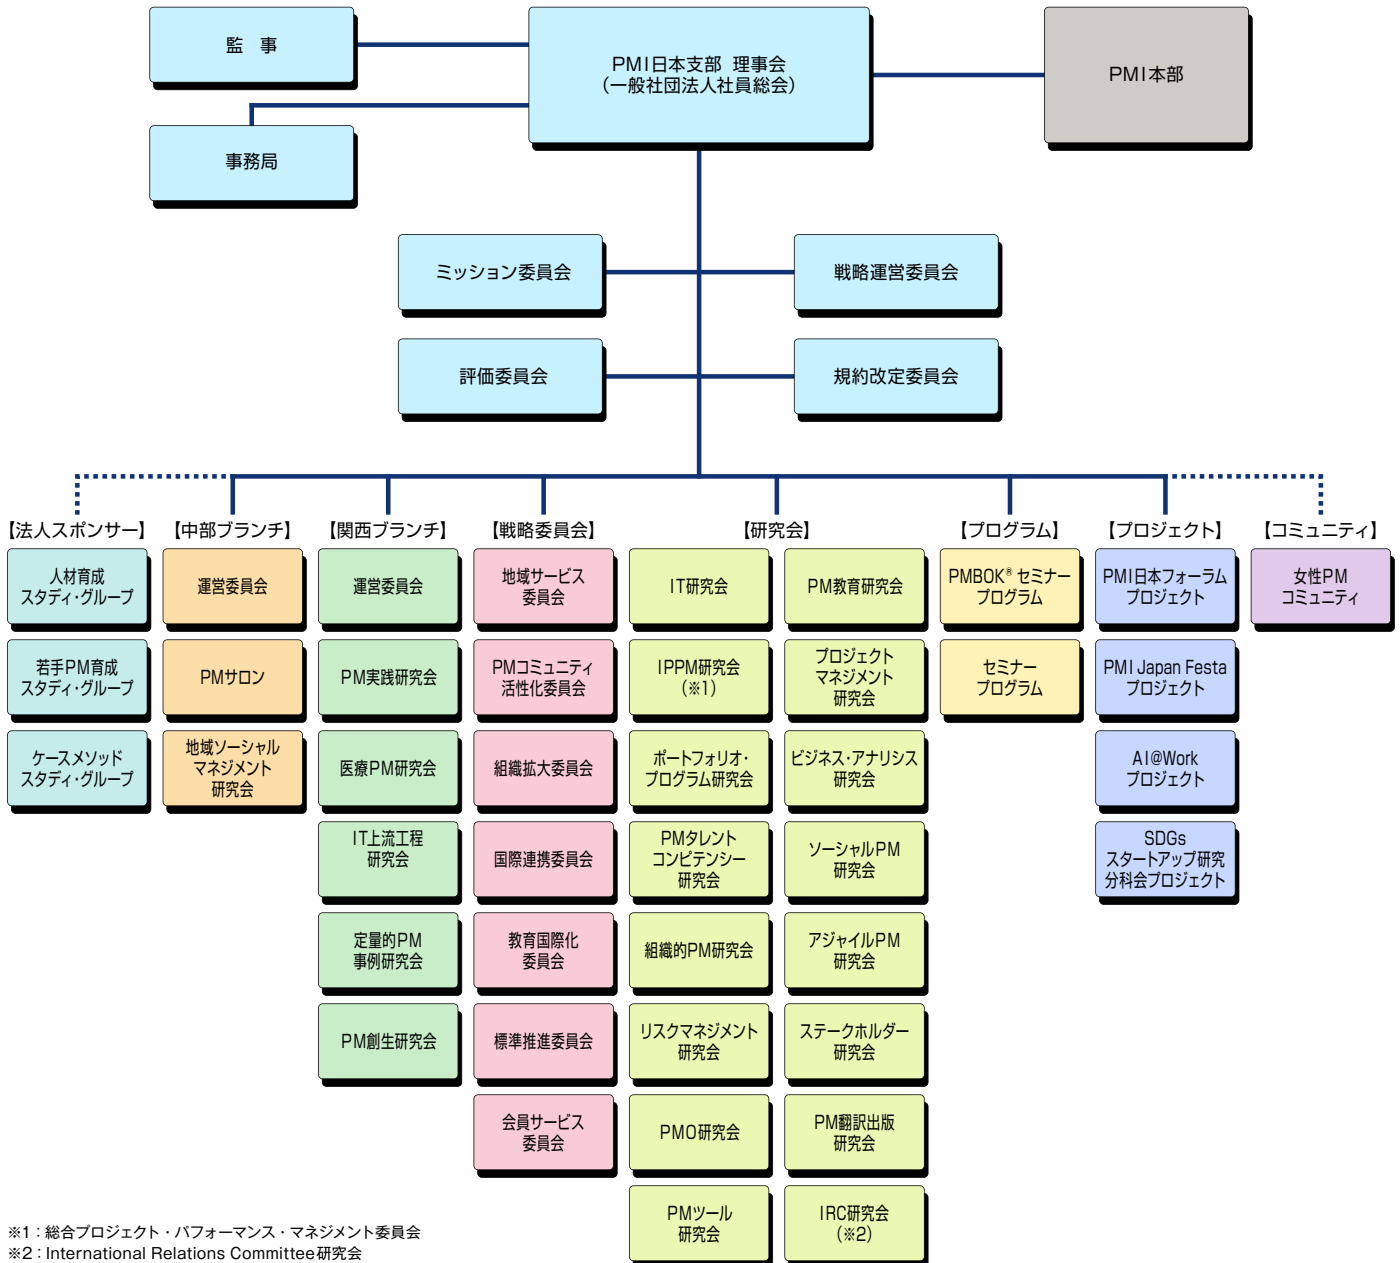 監　事
PMI日本支部 理事会
（一般社団法人社員総会）
PMI本部
事務局
ミッション委員会
戦略運営委員会
評価委員会
規約改定委員会
【法人スポンサー】
人材育成
スタディ・グループ
若手PM育成
スタディ・グループ
ケースメソッド
スタディ・グループ
【中部ブランチ】
運営委員会
PMサロン
地域ソーシャル
マネジメント
研究会
【関西ブランチ】
運営委員会
PM実践研究会
医療PM研究会
IT上流工程
研究会
定量的PM
事例研究会
PM創生研究会
【戦略委員会】
地域サービス
委員会
PMコミュニティ
活性化委員会
組織拡大委員会
国際連携委員会
教育国際化
委員会
標準推進委員会
会員サービス
委員会
【研究会】
IT研究会
IPPM研究会
（※1）
ポートフォリオ・
プログラム研究会
PMタレント
コンピテンシー
研究会
組織的PM研究会
リスクマネジメント
研究会
PMO研究会
PMツール
研究会
PM教育研究会
プロジェクト
マネジメント
研究会
ビジネス・アナリシス
研究会
ソーシャルPM
研究会
アジャイルPM
研究会
ステークホルダー
研究会
PM翻訳出版
研究会
IRC研究会
（※2）
【プログラム】
PMBOK® セミナー
プログラム
セミナー
プログラム
【プロジェクト】
PMI日本フォーラム
プロジェクト
PMI Japan Festa
プロジェクト
AI@Work
プロジェクト
SDGs
スタートアップ研究
分科会プロジェクト
【コミュニティ】
女性PM
コミュニティ
※1：総合プロジェクト・パフォーマンス・マネジメント委員会
※2：International Relations Committee研究会